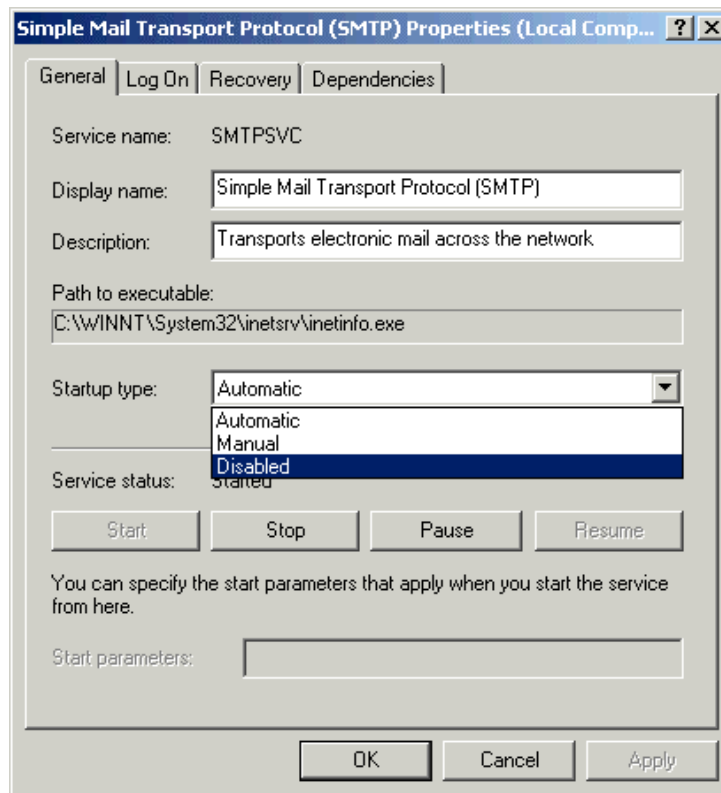 Simple Mail Transport Protocol (SMTP) Properties (Local Comp...
General Log On Recovery Dependencies
Service name: SMTPSVC
Display name: Simple Mail Transport Protocol (SMTP)
Description: Transports electronic mail across the network
Path to executable:
C:\WINNT\System32\inetsrv\inetinfo.exe
Startup type: Automatic
Automatic
Manual
Disabled
Service status: Started
Start Stop Pause Resume
You can specify the start parameters that apply when you start the service
from here.
Start parameters:
OK Cancel Apply